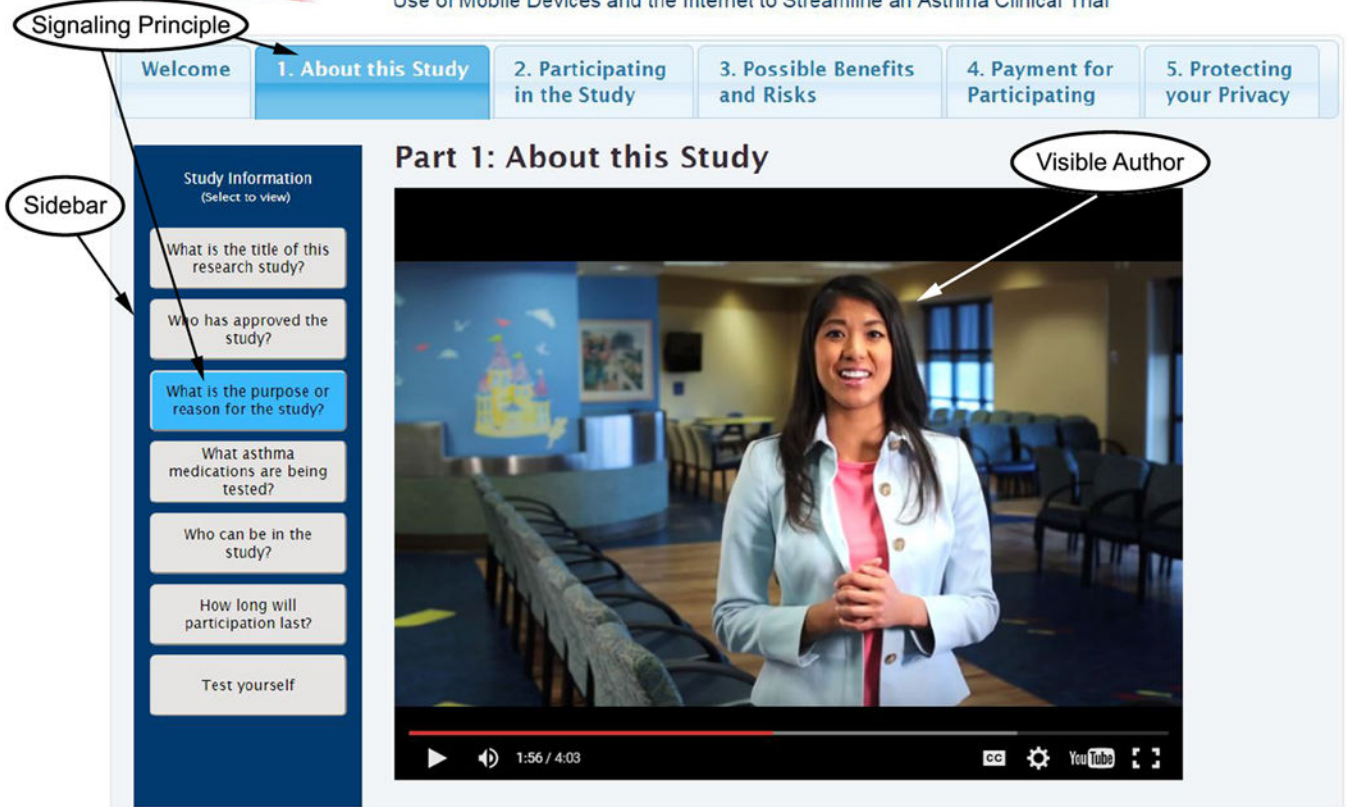 Use of Mobile Devices and the Internet to Streamline an Asthma Clinical Trial
Signaling Principle
Welcome
1. About this Study
2. Participating
in the Study
3. Possible Benefits
and Risks
4. Payment for
Participating
5. Protecting
your Privacy
Sidebar
Study Information
(Select to view)
What is the title of this
research study?
Who has approved the
study?
What is the purpose or
reason for the study?
What asthma
medications are being
tested?
Who can be in the
study?
How long will
participation last?
Test yourself
Part 1: About this Study
Visible Author
1:56 / 4:03
CC
YouTube